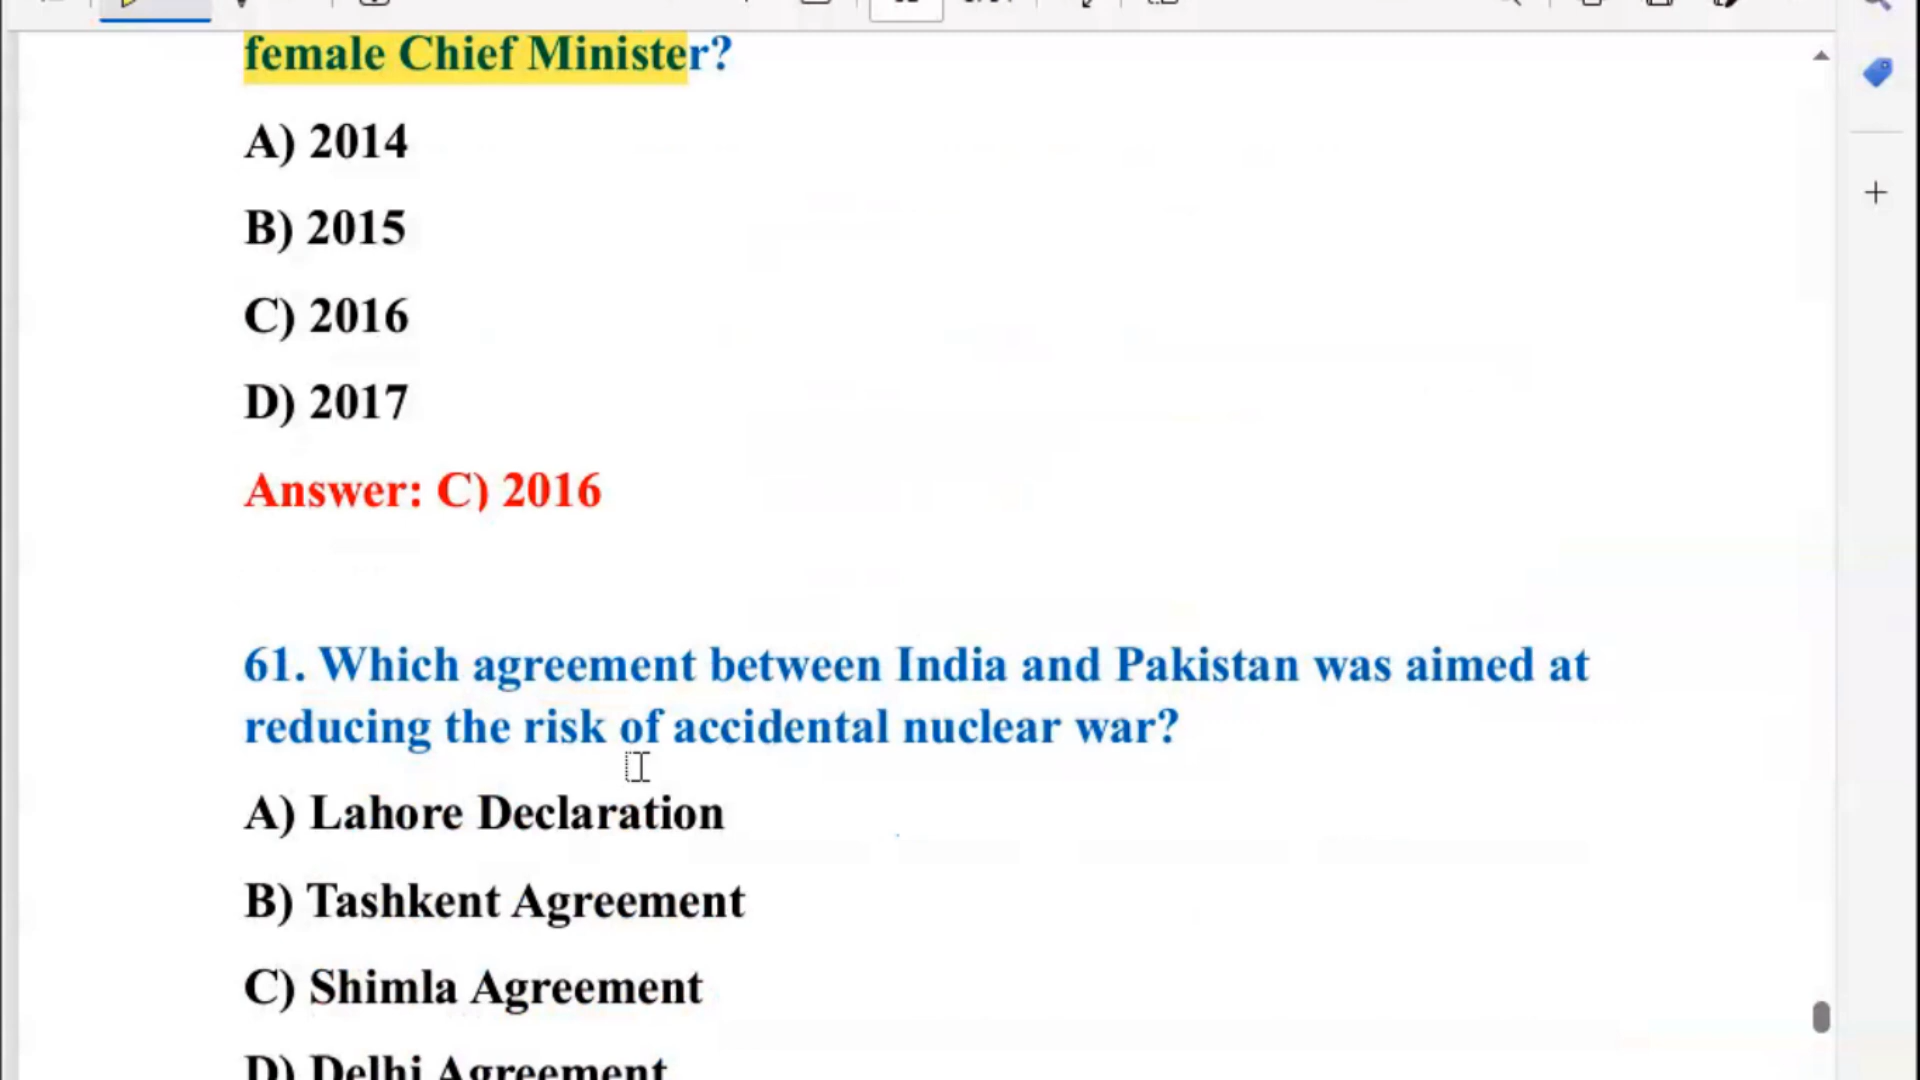 female Chief Minister?
A) 2014
B) 2015
C) 2016
D) 2017
Answer: C) 2016
61. Which agreement between India and Pakistan was aimed at
reducing the risk of accidental nuclear war?
A) Lahore Declaration
B) Tashkent Agreement
C) Shimla Agreement
D) Delhi Agreement